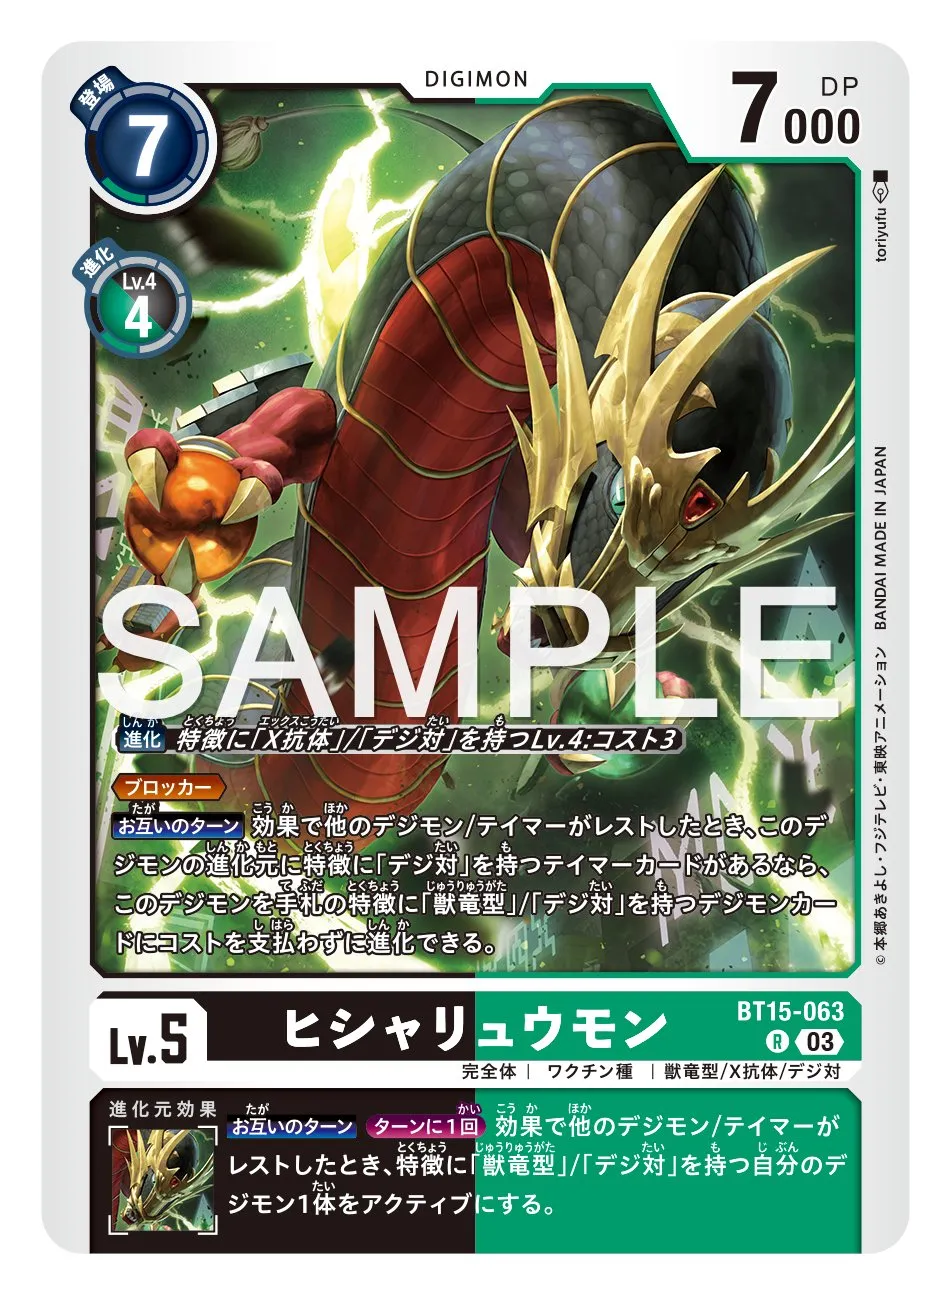 DIGIMON
登場
7
7000
DP
進化
Lv.4
4
toriyufu
BANDAI MADE IN JAPAN
©本郷あきよし・フジテレビ・東映アニメーション
SAMPLE
進化 特徴に「X抗体」/「デジ対」を持つLv.4:コスト3
ブロッカー
お互いのターン 効果で他のデジモン/テイマーがレストしたとき、このデ
ジモンの進化元に特徴に「デジ対」を持つテイマーカードがあるなら、
このデジモンを手札の特徴に「獣竜型」/「デジ対」を持つデジモンカー
ドにコストを支払わずに進化できる。
Lv.5
ヒシャリュウモン
BT15-063
R 03
完全体 | ワクチン種 | 獣竜型/X抗体/デジ対
進化元効果
お互いのターン ターンに1回 効果で他のデジモン/テイマーが
レストしたとき、特徴に「獣竜型」/「デジ対」を持つ自分のデ
ジモン1体をアクティブにする。